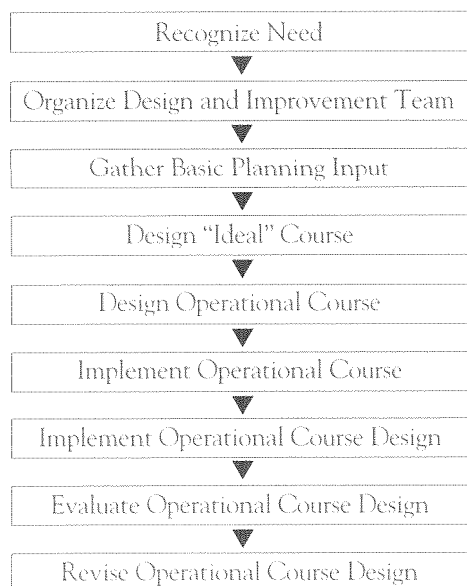 Recognize Need
Organize Design and Improvement Team
Gather Basic Planning Input
Design “Ideal” Course
Design Operational Course
Implement Operational Course
Implement Operational Course Design
Evaluate Operational Course Design
Revise Operational Course Design